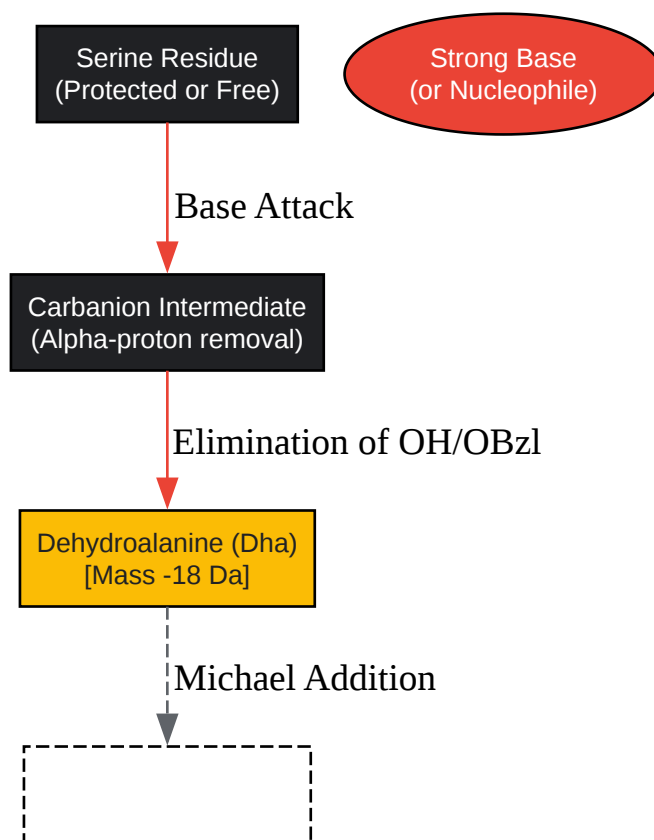 Serine Residue
(Protected or Free)
Strong Base
(or Nucleophile)
Base Attack
Carbanion Intermediate
(Alpha-proton removal)
Elimination of OH/OBzl
Dehydroalanine (Dha)
[Mass -18 Da]
Michael Addition